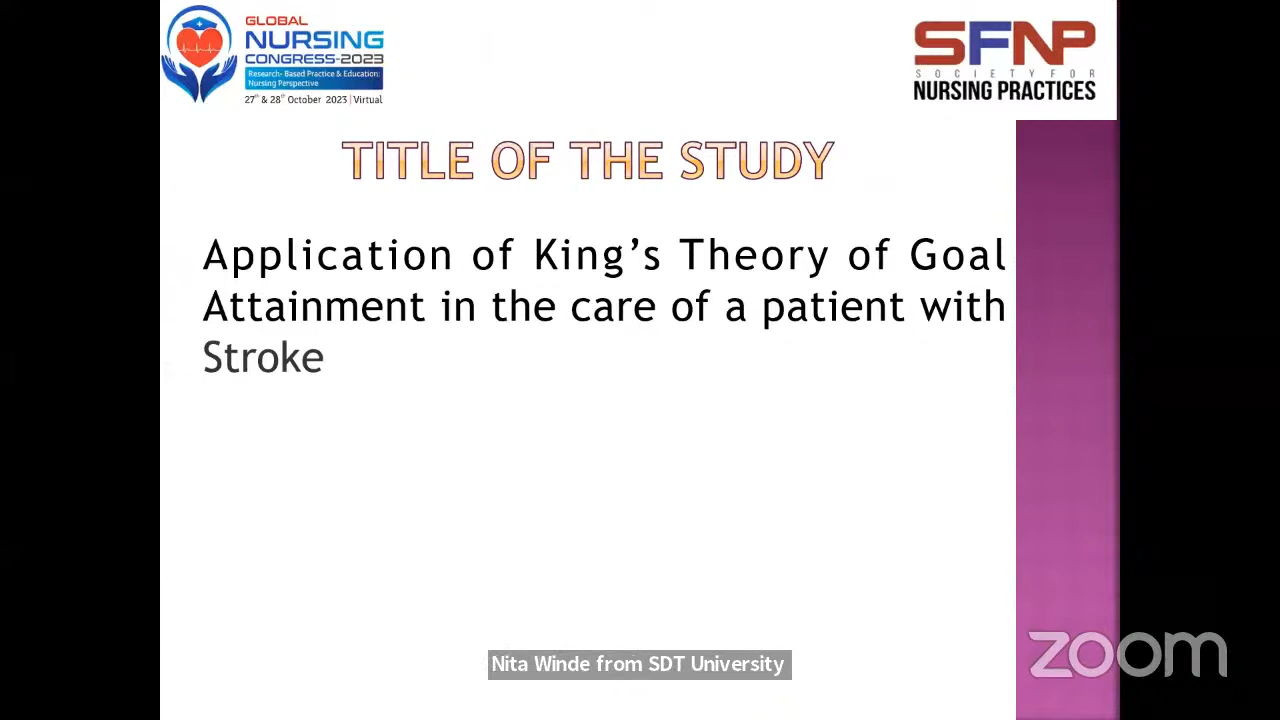 GLOBAL
NURSING
CONGRESS-2023
Research- Based Practice & Education:
Nursing Perspective
27th & 28th October 2023 | Virtual
SFNP
SOCIETY FOR
NURSING PRACTICES
TITLE OF THE STUDY
Application of King’s Theory of Goal
Attainment in the care of a patient with
Stroke
Nita Winde from SDT University
zoom